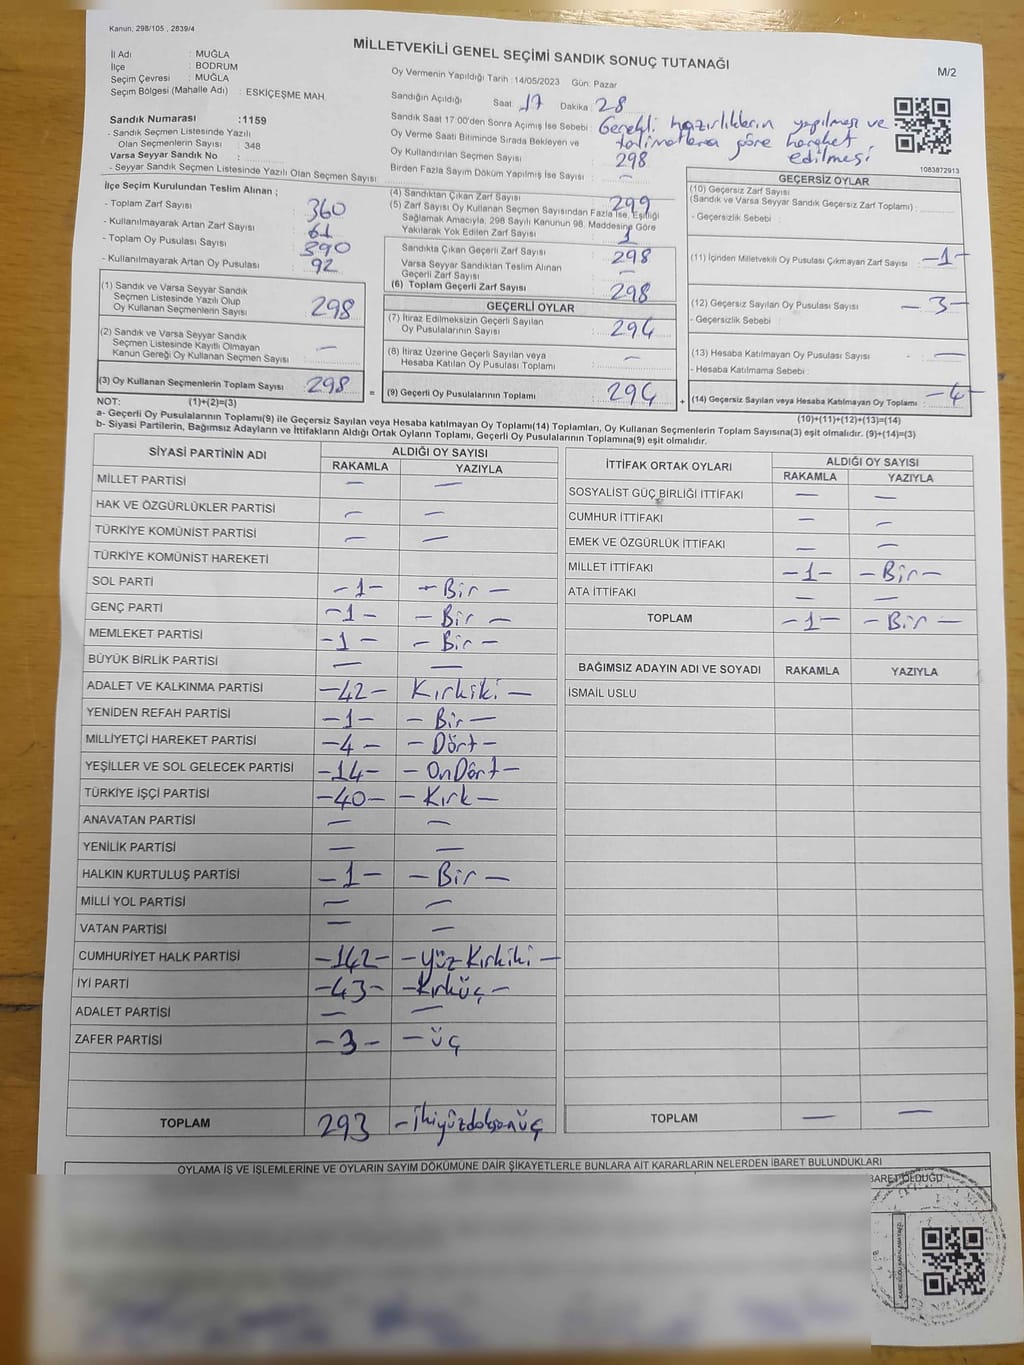 Kanun: 298/105 , 2839/4
MİLLETVEKİLİ GENEL SEÇİMİ SANDIK SONUÇ TUTANAĞI
M/2
İl Adı : MUĞLA
İlçe : BODRUM
Seçim Çevresi : MUĞLA
Seçim Bölgesi (Mahalle Adı) : ESKİÇEŞME MAH.
Sandık Numarası :1159
- Sandık Seçmen Listesinde Yazılı
Olan Seçmenlerin Sayısı : 348
Varsa Seyyar Sandık No :
- Seyyar Sandık Seçmen Listesinde Yazılı Olan Seçmen Sayısı:
Oy Vermenin Yapıldığı Tarih :14/05/2023 Gün: Pazar
Sandığın Açıldığı Saat: 17 Dakika : 28
Sandık Saat 17:00'den Sonra Açımış İse Sebebi : Gerekli hazırlıkların yapılması ve
talimatlara göre hareket
edilmesi
Oy Verme Saati Bitiminde Sırada Bekleyen ve
Oy Kullandırılan Seçmen Sayısı : 298
Birden Fazla Sayım Döküm Yapılmış İse Sayısı : —
1083872913
İlçe Seçim Kurulundan Teslim Alınan ;
- Toplam Zarf Sayısı : 360
- Kullanılmayarak Artan Zarf Sayısı : 61
- Toplam Oy Pusulası Sayısı : 390
- Kullanılmayarak Artan Oy Pusulası : 92
(1) Sandık ve Varsa Seyyar Sandık
Seçmen Listesinde Yazılı Olup
Oy Kullanan Seçmenlerin Sayısı : 298
(2) Sandık ve Varsa Seyyar Sandık
Seçmen Listesinde Kayıtlı Olmayan
Kanun Gereği Oy Kullanan Seçmen Sayısı : —
(3) Oy Kullanan Seçmenlerin Toplam Sayısı : 298 =
NOT: (1)+(2)=(3)
(4) Sandıktan Çıkan Zarf Sayısı : 299
(5) Zarf Sayısı Oy Kullanan Seçmen Sayısından Fazla İse, Eşitliği
Sağlamak Amacıyla, 298 Sayılı Kanunun 98. Maddesine Göre
Yakılarak Yok Edilen Zarf Sayısı : 1
Sandıkta Çıkan Geçerli Zarf Sayısı : 298
Varsa Seyyar Sandıktan Teslim Alınan
Geçerli Zarf Sayısı : —
(6) Toplam Geçerli Zarf Sayısı : 298
GEÇERLİ OYLAR
(7) İtiraz Edilmeksizin Geçerli Sayılan
Oy Pusulalarının Sayısı : 294
(8) İtiraz Üzerine Geçerli Sayılan veya
Hesaba Katılan Oy Pusulası Toplamı : —
(9) Geçerli Oy Pusulalarının Toplamı : 294 +
GEÇERSİZ OYLAR
(10) Geçersiz Zarf Sayısı
(Sandık ve Varsa Seyyar Sandık Geçersiz Zarf Toplamı) :
- Geçersizlik Sebebi :
(11) İçinden Milletvekili Oy Pusulası Çıkmayan Zarf Sayısı : —1—
(12) Geçersiz Sayılan Oy Pusulası Sayısı : —3—
- Geçersizlik Sebebi :
(13) Hesaba Katılmayan Oy Pusulası Sayısı : —
- Hesaba Katılmama Sebebi :
(14) Geçersiz Sayılan veya Hesaba Katılmayan Oy Toplamı : —4—
(10)+(11)+(12)+(13)=(14)
a- Geçerli Oy Pusulalarının Toplamı(9) ile Geçersiz Sayılan veya Hesaba katılmayan Oy Toplamı(14) Toplamları, Oy Kullanan Seçmenlerin Toplam Sayısına(3) eşit olmalıdır. (9)+(14)=(3)
b- Siyasi Partilerin, Bağımsız Adayların ve İttifakların Aldığı Ortak Oyların Toplamı, Geçerli Oy Pusulalarının Toplamına(9) eşit olmalıdır.
SİYASİ PARTİNİN ADI ALDIĞI OY SAYISI
RAKAMLA YAZIYLA
MİLLET PARTİSİ — —
HAK VE ÖZGÜRLÜKLER PARTİSİ — —
TÜRKİYE KOMÜNİST PARTİSİ — —
TÜRKİYE KOMÜNİST HAREKETİ
SOL PARTİ —1— — Bir —
GENÇ PARTİ —1— — Bir —
MEMLEKET PARTİSİ —1— — Bir —
BÜYÜK BİRLİK PARTİSİ — —
ADALET VE KALKINMA PARTİSİ —42— Kırkiki —
YENİDEN REFAH PARTİSİ —1— — Bir —
MİLLİYETÇİ HAREKET PARTİSİ —4— — Dört —
YEŞİLLER VE SOL GELECEK PARTİSİ —14— — OnDört —
TÜRKİYE İŞÇİ PARTİSİ —40— — Kırk —
ANAVATAN PARTİSİ — —
YENİLİK PARTİSİ — —
HALKIN KURTULUŞ PARTİSİ —1— — Bir —
MİLLİ YOL PARTİSİ — —
VATAN PARTİSİ — —
CUMHURİYET HALK PARTİSİ —142— — YüzKırkiki —
İYİ PARTİ —43— —Kırküç —
ADALET PARTİSİ — —
ZAFER PARTİSİ —3— — üç
TOPLAM 293 — ikiyüzdoksanüç
İTTİFAK ORTAK OYLARI ALDIĞI OY SAYISI
RAKAMLA YAZIYLA
SOSYALİST GÜÇ BİRLİĞİ İTTİFAKI — —
CUMHUR İTTİFAKI — —
EMEK VE ÖZGÜRLÜK İTTİFAKI — —
MİLLET İTTİFAKI —1— — Bir —
ATA İTTİFAKI — —
TOPLAM —1— — Bir —
BAĞIMSIZ ADAYIN ADI VE SOYADI RAKAMLA YAZIYLA
İSMAİL USLU
TOPLAM — —
OYLAMA İŞ VE İŞLEMLERİNE VE OYLARIN SAYIM DÖKÜMÜNE DAİR ŞİKAYETLERLE BUNLARA AİT KARARLARIN NELERDEN İBARET BULUNDUKLARI
BARET OLDUĞU